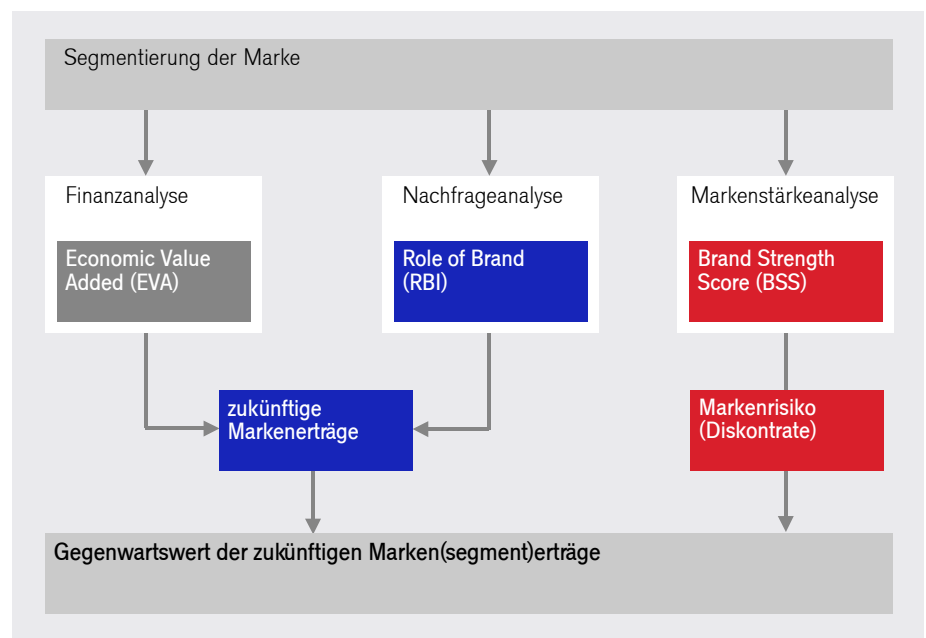 Segmentierung der Marke
Finanzanalyse
Economic Value
Added (EVA)
Nachfrageanalyse
Role of Brand
(RBI)
Markenstärkeanalyse
Brand Strength
Score (BSS)
zukünftige
Markenerträge
Markenrisiko
(Diskontrate)
Gegenwartswert der zukünftigen Marken(segment)erträge